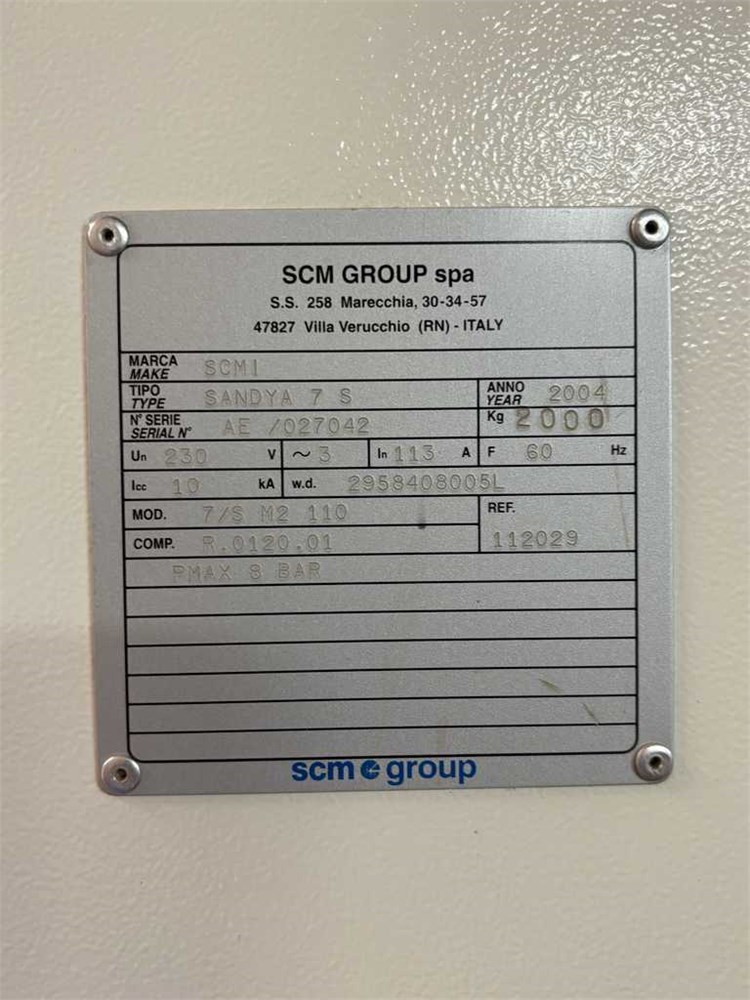 SCM GROUP spa
S.S. 258 Marecchia, 30-34-57
47827 Villa Verucchio (RN) - ITALY
MARCA MAKE SCMI
TIPO TYPE SANDYA 7 S ANNO YEAR 2004
N° SERIE SERIAL N° AE /027042 Kg 2000
Un 230 V ~ 3 In 113 A F 60 Hz
Icc 10 kA w.d. 2958408005L
MOD. 7/S M2 110 REF.
COMP. R.0120.01 112029
PMAX 8 BAR
scm group